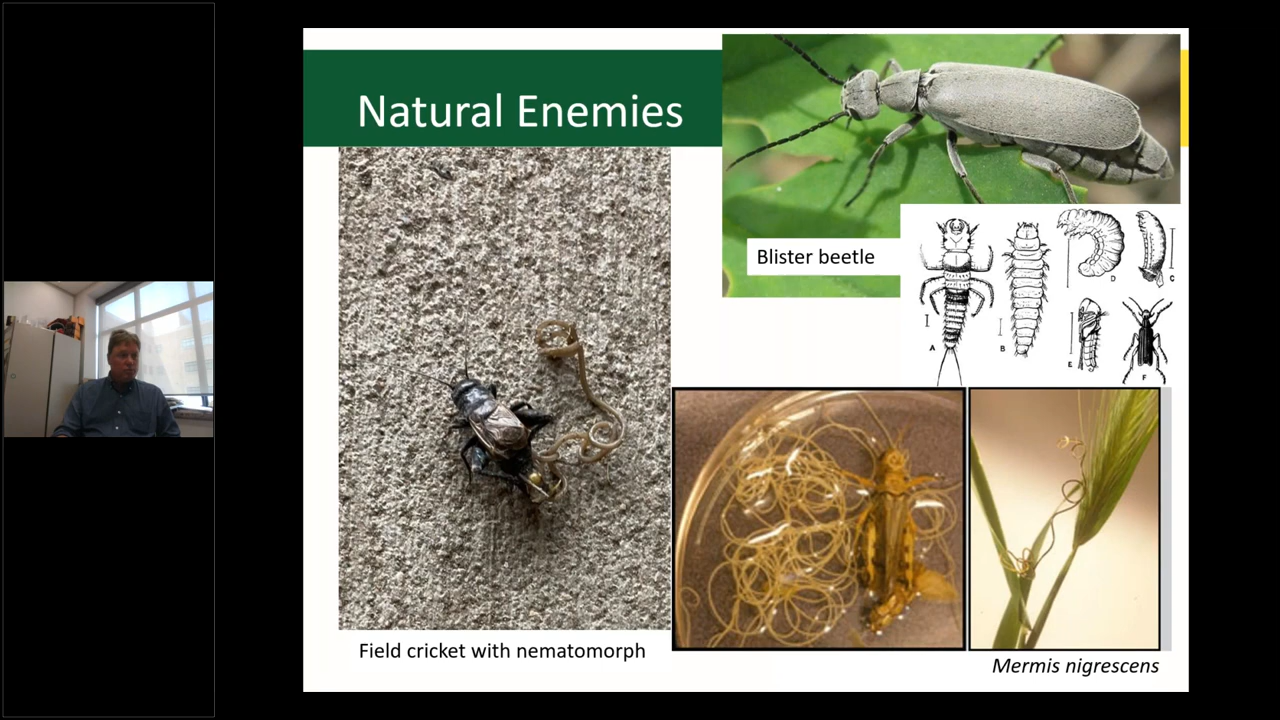 Natural Enemies
Blister beetle
A
B
D
C
E
F
Field cricket with nematomorph
Mermis nigrescens